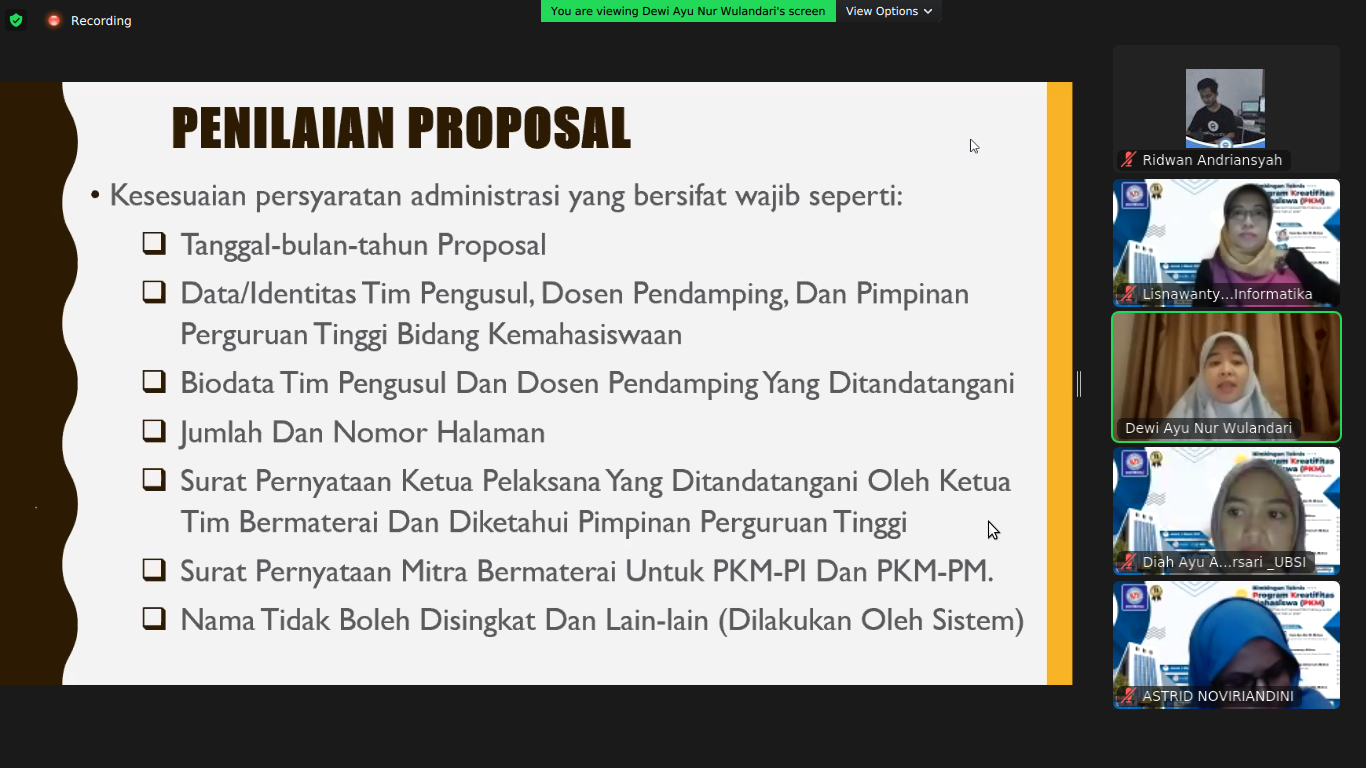 Recording
You are viewing Dewi Ayu Nur Wulandari's screen
View Options
PENILAIAN PROPOSAL
• Kesesuaian persyaratan administrasi yang bersifat wajib seperti:
❑ Tanggal-bulan-tahun Proposal
❑ Data/Identitas Tim Pengusul, Dosen Pendamping, Dan Pimpinan
Perguruan Tinggi Bidang Kemahasiswaan
❑ Biodata Tim Pengusul Dan Dosen Pendamping Yang Ditandatangani
❑ Jumlah Dan Nomor Halaman
❑ Surat Pernyataan Ketua Pelaksana Yang Ditandatangani Oleh Ketua
Tim Bermaterai Dan Diketahui Pimpinan Perguruan Tinggi
❑ Surat Pernyataan Mitra Bermaterai Untuk PKM-PI Dan PKM-PM.
❑ Nama Tidak Boleh Disingkat Dan Lain-lain (Dilakukan Oleh Sistem)
Ridwan Andriansyah
Lisnawanty...Informatika
Dewi Ayu Nur Wulandari
Diah Ayu A...rsari _UBSI
ASTRID NOVIRIANDINI